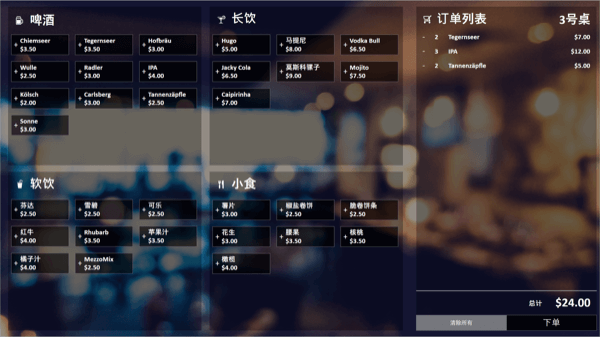 啤酒
+ Chiemseer
$3.50
+ Tegernseer
$3.50
+ Hofbräu
$3.00
+ Wulle
$2.50
+ Radler
$3.00
+ IPA
$4.00
+ Kölsch
$2.00
+ Carlsberg
$3.00
+ Tannenzäpfle
$2.50
+ Sonne
$3.00
长饮
+ Hugo
$5.00
+ 马提尼
$8.00
+ Vodka Bull
$6.50
+ Jacky Cola
$6.50
+ 莫斯科骡子
$9.00
+ Mojito
$7.50
+ Caipirinha
$7.00
软饮
+ 芬达
$2.50
+ 雪碧
$2.50
+ 可乐
$2.50
+ 红牛
$4.00
+ Rhubarb
$3.50
+ 苹果汁
$3.50
+ 橘子汁
$4.00
+ MezzoMix
$2.50
小食
+ 薯片
$3.00
+ 椒盐卷饼
$2.50
+ 脆卷饼条
$2.50
+ 花生
$3.00
+ 腰果
$3.50
+ 核桃
$3.50
+ 橄榄
$4.00
订单列表 3号桌
- 2 Tegernseer $7.00
- 3 IPA $12.00
- 2 Tannenzäpfle $5.00
总计 $24.00
清除所有 下单